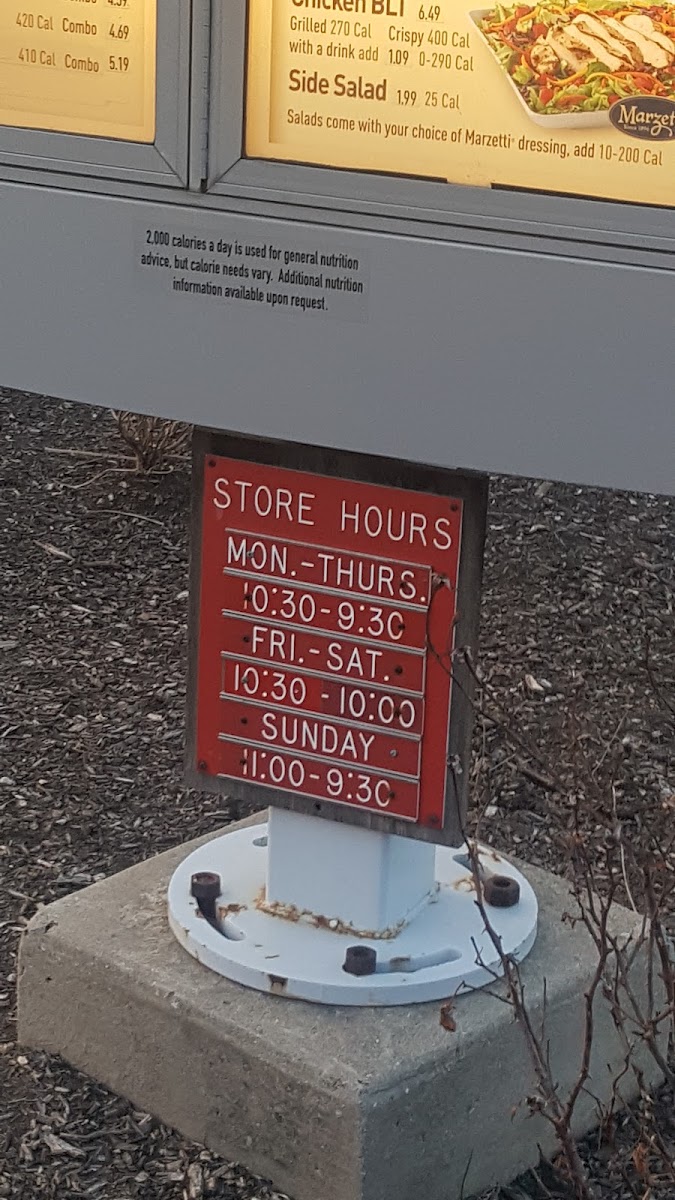 420 Cal Combo 4.69
410 Cal Combo 5.19
Chicken BLT 6.49
Grilled 270 Cal Crispy 400 Cal
with a drink add 1.09 0-290 Cal
Side Salad 1.99 25 Cal
Salads come with your choice of Marzetti® dressing, add 10-200 Cal
2,000 calories a day is used for general nutrition
advice, but calorie needs vary. Additional nutrition
information available upon request.
STORE HOURS
MON.-THURS.
10:30-9:30
FRI.-SAT.
10:30 -10:00
SUNDAY
11:00-9:30